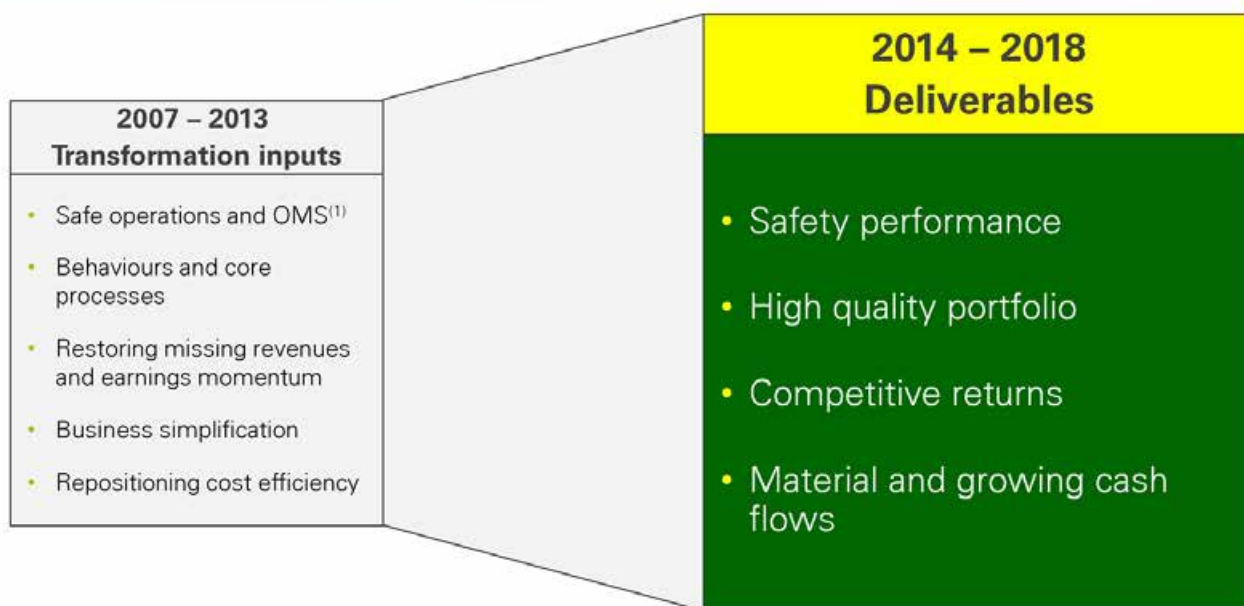 2007 – 2013
Transformation inputs
• Safe operations and OMS(1)
• Behaviours and core
processes
• Restoring missing revenues
and earnings momentum
• Business simplification
• Repositioning cost efficiency
2014 – 2018
Deliverables
• Safety performance
• High quality portfolio
• Competitive returns
• Material and growing cash
flows